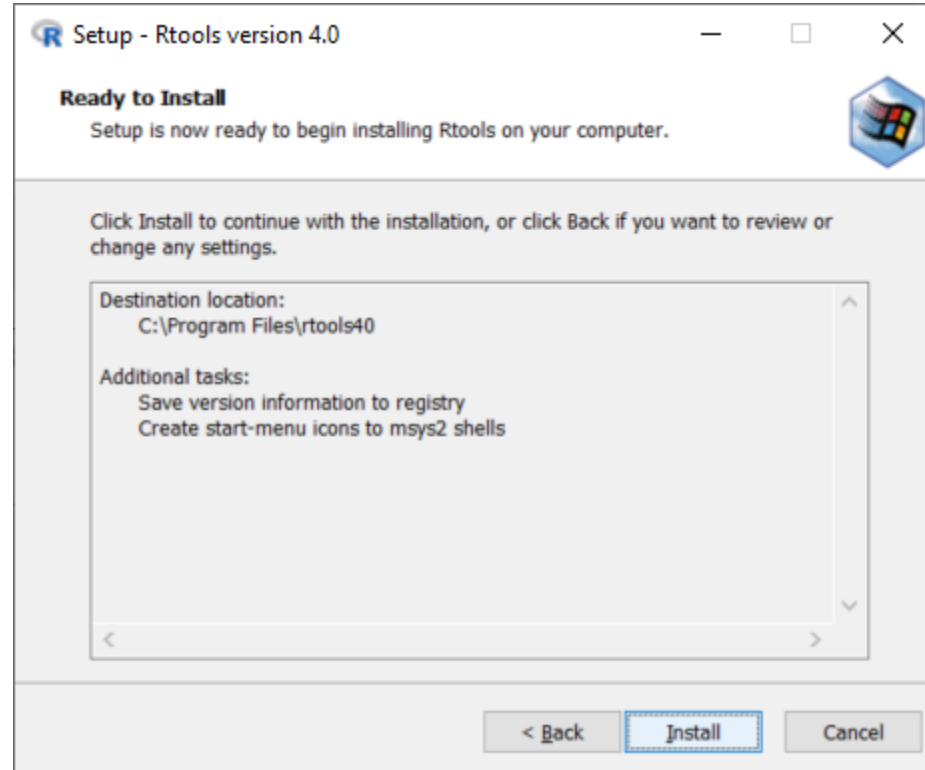 Setup - Rtools version 4.0
Ready to Install
Setup is now ready to begin installing Rtools on your computer.
Click Install to continue with the installation, or click Back if you want to review or
change any settings.
Destination location:
C:\Program Files\rtools40
Additional tasks:
Save version information to registry
Create start-menu icons to msys2 shells
< Back
Install
Cancel